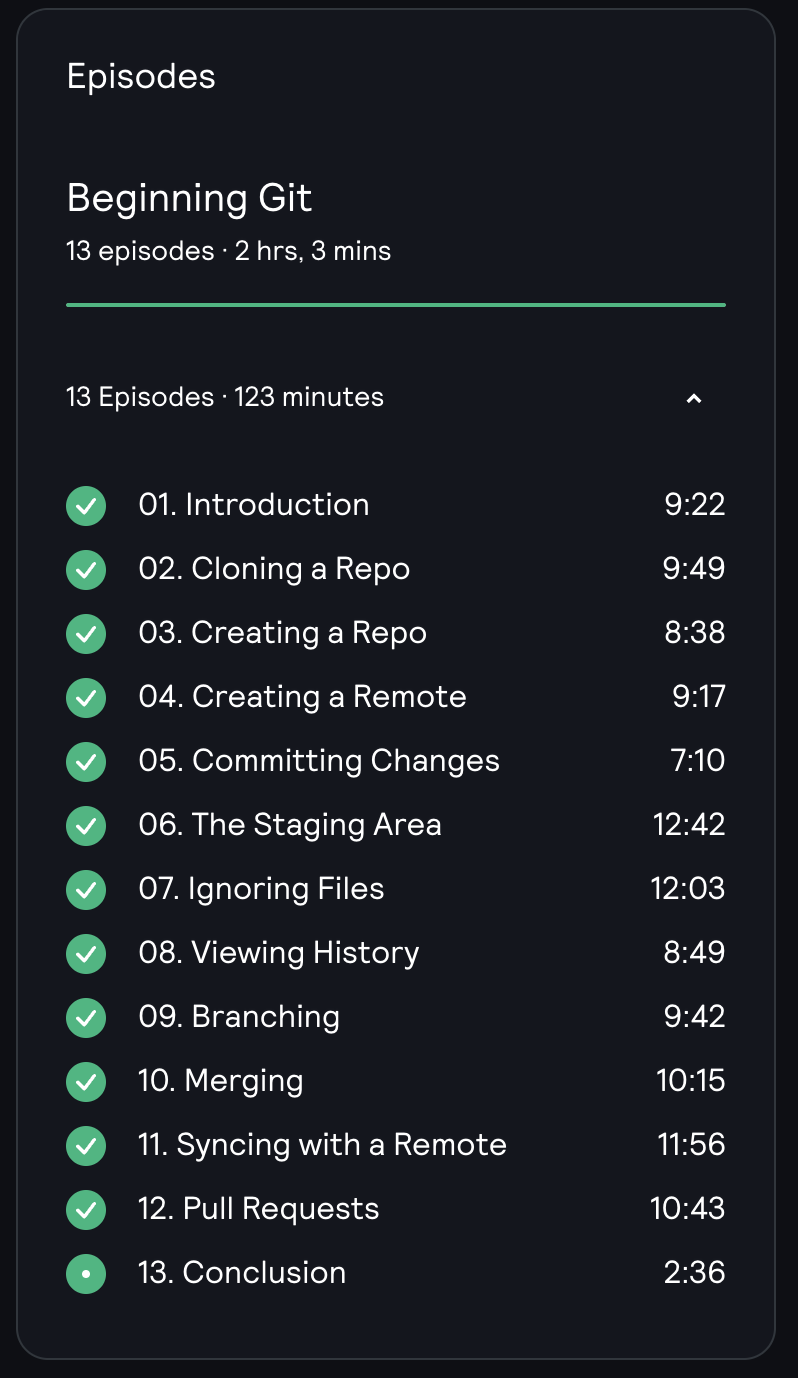 Episodes
Beginning Git
13 episodes · 2 hrs, 3 mins
13 Episodes · 123 minutes
01. Introduction 9:22
02. Cloning a Repo 9:49
03. Creating a Repo 8:38
04. Creating a Remote 9:17
05. Committing Changes 7:10
06. The Staging Area 12:42
07. Ignoring Files 12:03
08. Viewing History 8:49
09. Branching 9:42
10. Merging 10:15
11. Syncing with a Remote 11:56
12. Pull Requests 10:43
13. Conclusion 2:36